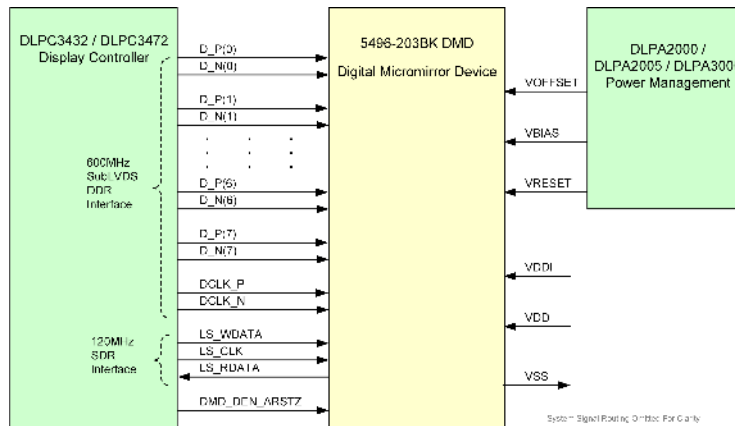 DLPC3432 / DLPC3472
Display Controller
600MHz
SubLVDS
DDR
Interface
120MHz
SDR
Interface
D_P(0)
D_N(0)
D_P(1)
D_N(1)
D_P(6)
D_N(6)
D_P(7)
D_N(7)
DCLK_P
DCLK_N
LS_WDATA
LS_CLK
LS_RDATA
DMD_DEN_ARSTZ
5496-203BK DMD
Digital Micromirror Device
VOFFSET
VBIAS
VRESET
VDDI
VDD
VSS
DLPA2000 /
DLPA2005 / DLPA3000
Power Management
System Signal Routing Omitted For Clarity